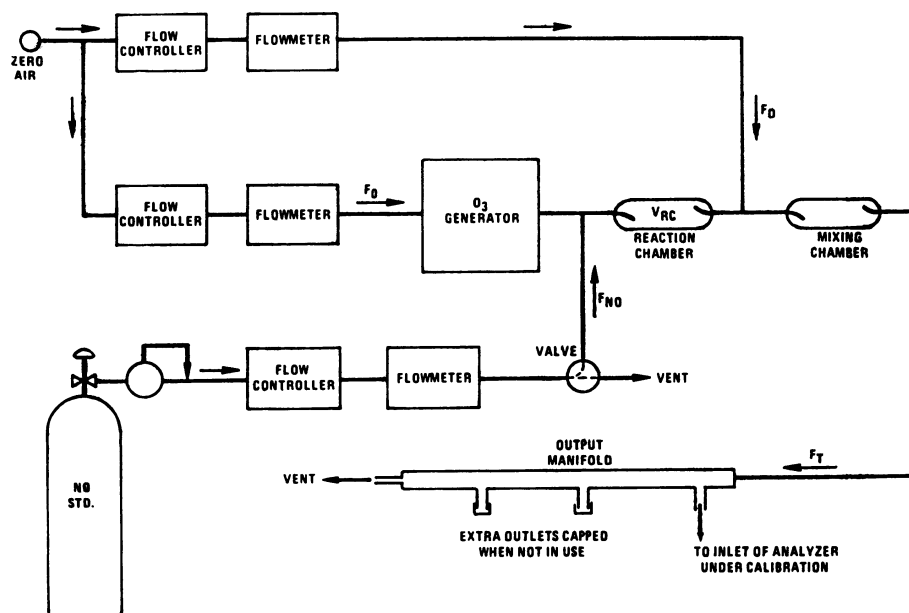 ZERO
AIR
FLOW
CONTROLLER
FLOWMETER
F_D
FLOW
CONTROLLER
FLOWMETER
F_O
O₃
GENERATOR
V_RC
REACTION
CHAMBER
MIXING
CHAMBER
F_NO
FLOW
CONTROLLER
FLOWMETER
VALVE
VENT
NO
STD.
OUTPUT
MANIFOLD
F_T
VENT
EXTRA OUTLETS CAPPED
WHEN NOT IN USE
TO INLET OF ANALYZER
UNDER CALIBRATION